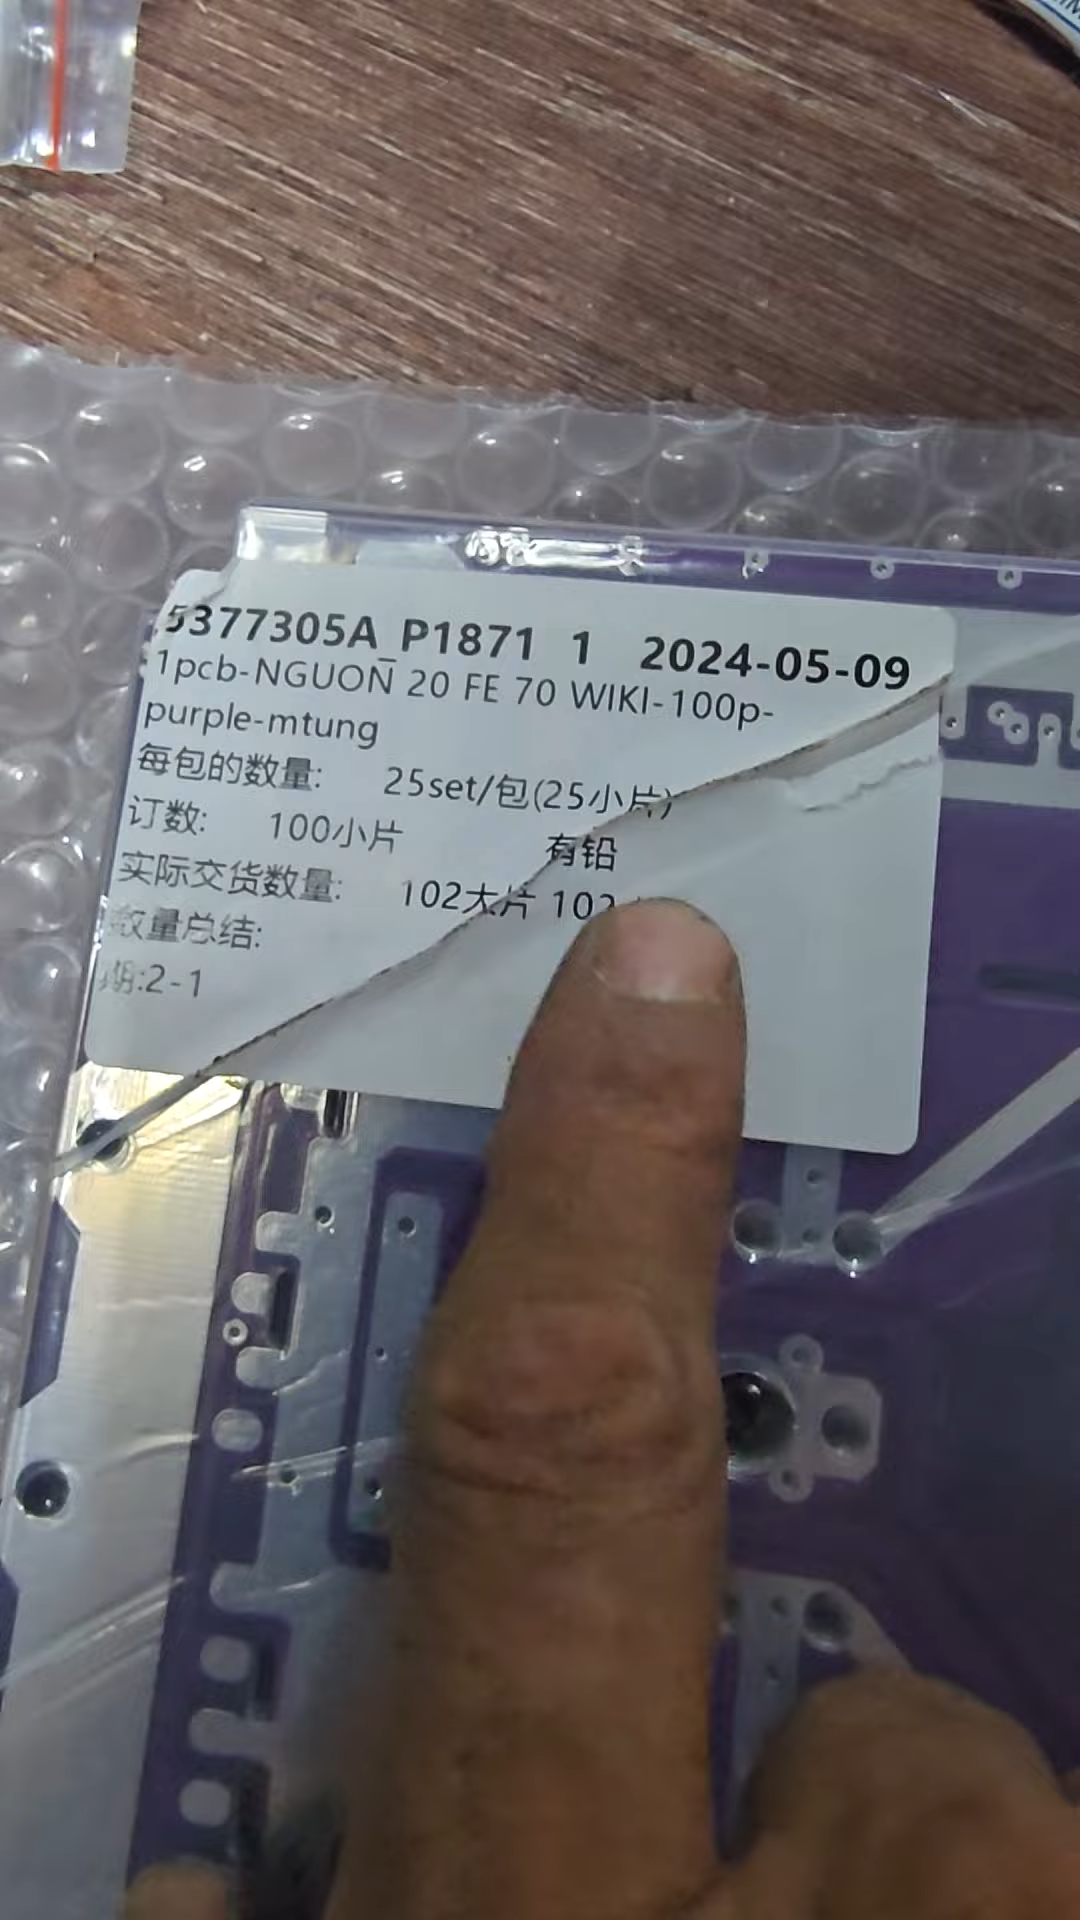 5377305A_P1871 1 2024-05-09
1pcb-NGUON 20 FE 70 WIKI-100p-
purple-mtung
每包的数量: 25set/包(25小片)
订数: 100小片 有铅
实际交货数量: 102大片 102
数量总结:
期:2-1